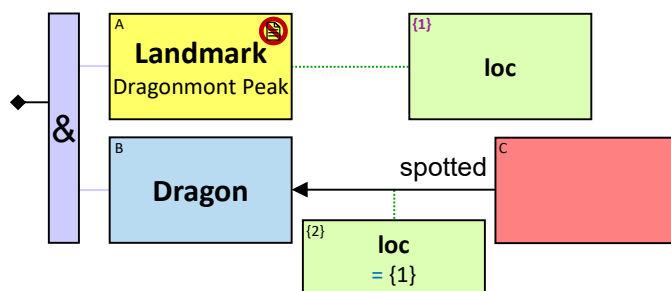 A
Landmark
Dragonmont Peak
{1}
loc
&
B
Dragon
spotted
C
{2}
loc
= {1}